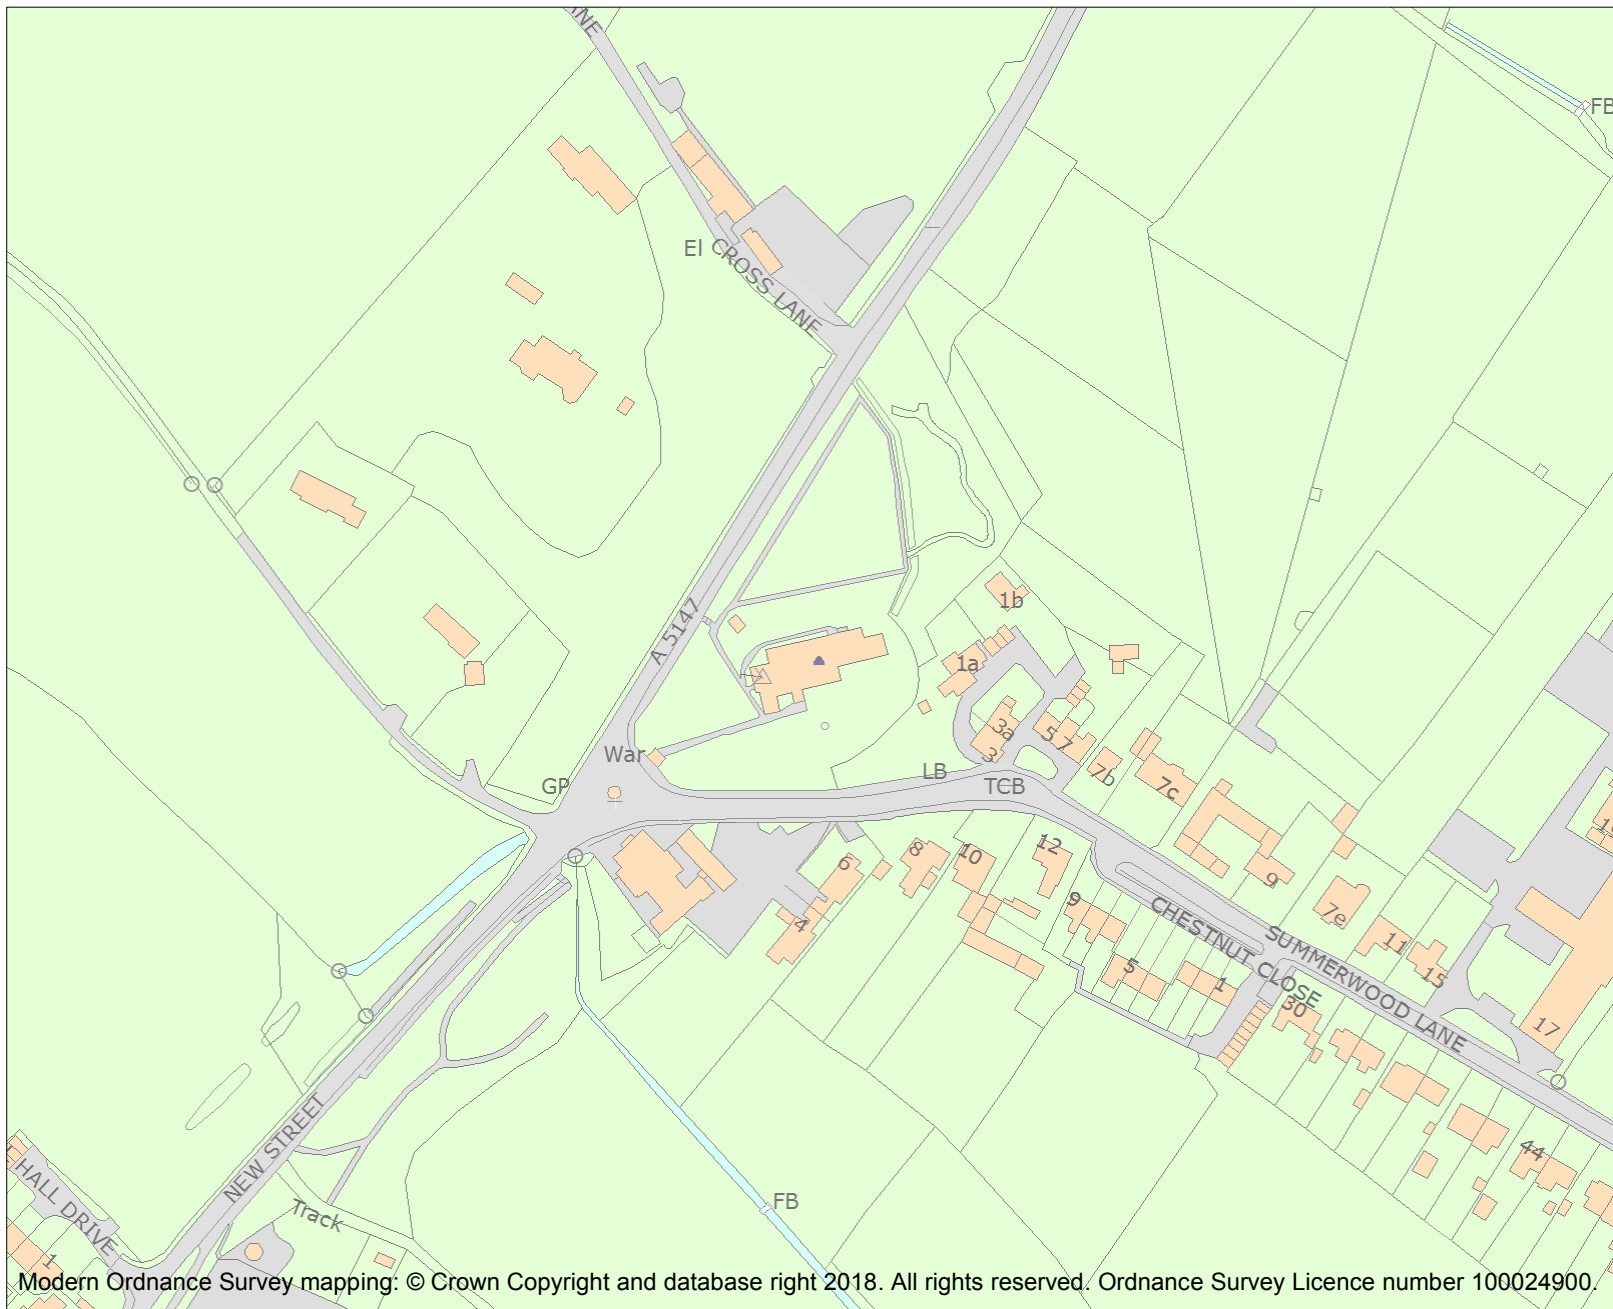 FB
El
CROSS LANE
A 5147
1b
1a
3a
3
5
7
7b
7c
War
GP
LB
TCB
6
8
10
12
4
9
9
7e
11
15
5
1
17
CHESTNUT CLOSE
SUMMERWOOD LANE
30
44
NEW STREET
HALL DRIVE
Track
FB
1
Modern Ordnance Survey mapping: © Crown Copyright and database right 2018. All rights reserved. Ordnance Survey Licence number 100024900.